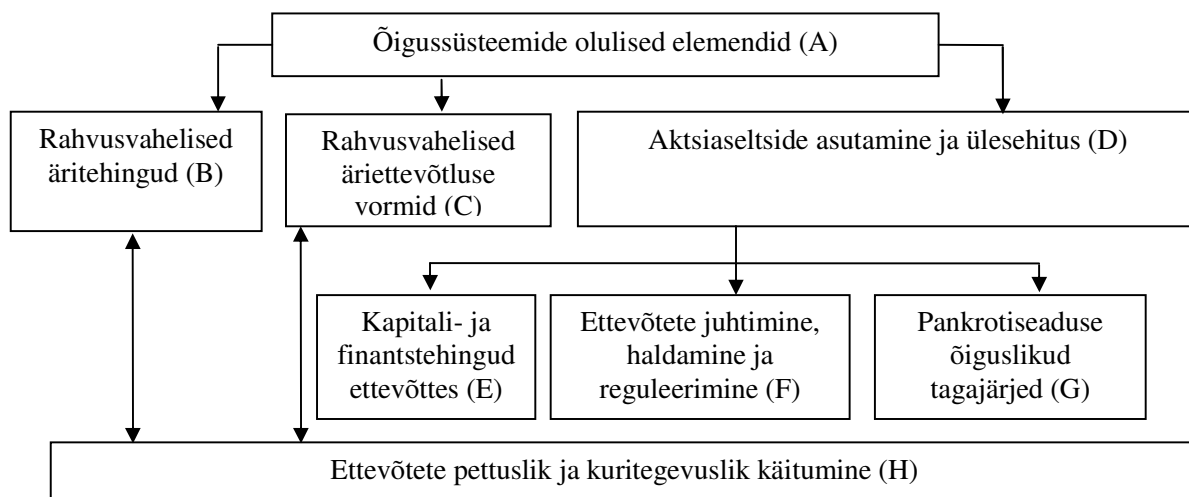 Õigussüsteemide olulised elemendid (A)
Rahvusvahelised
äritehingud (B)
Rahvusvahelised
äriettevõtluse
vormid (C)
Aktsiaseltside asutamine ja ülesehitus (D)
Kapitali- ja
finantstehingud
ettevõttes (E)
Ettevõtete juhtimine,
haldamine ja
reguleerimine (F)
Pankrotiseaduse
õiguslikud
tagajärjed (G)
Ettevõtete pettuslik ja kuritegevuslik käitumine (H)